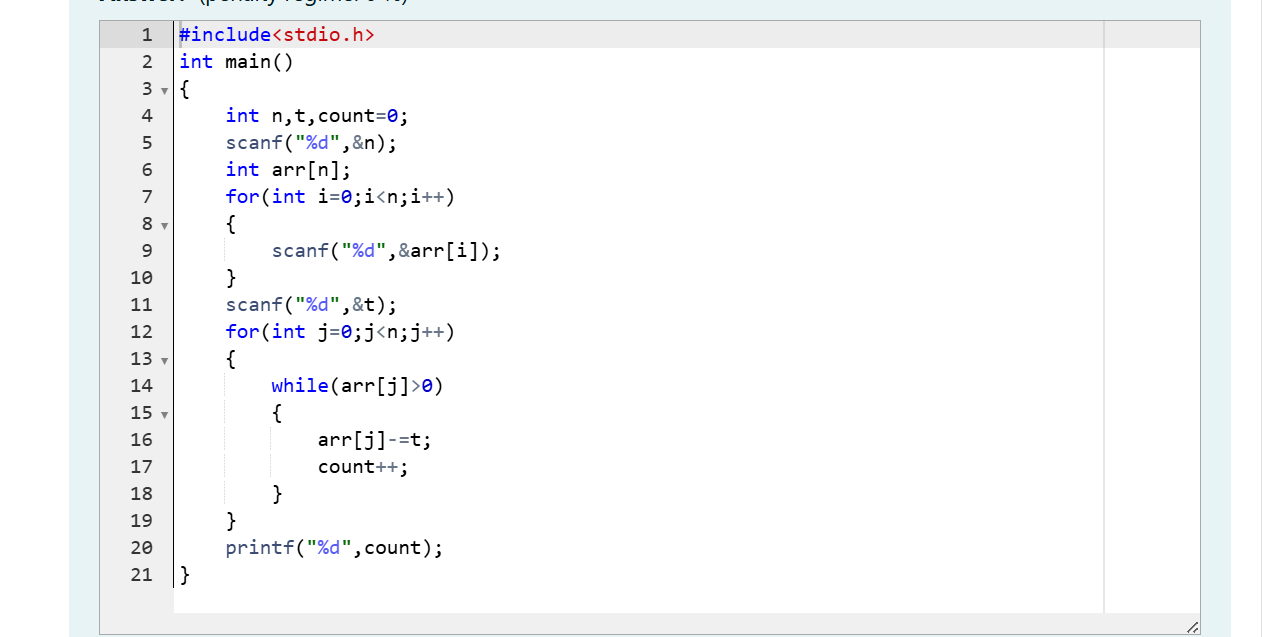 1 #include<stdio.h>
2 int main()
3 {
4     int n,t,count=0;
5     scanf("%d",&n);
6     int arr[n];
7     for(int i=0;i<n;i++)
8     {
9         scanf("%d",&arr[i]);
10     }
11     scanf("%d",&t);
12     for(int j=0;j<n;j++)
13     {
14         while(arr[j]>0)
15         {
16             arr[j]-=t;
17             count++;
18         }
19     }
20     printf("%d",count);
21 }